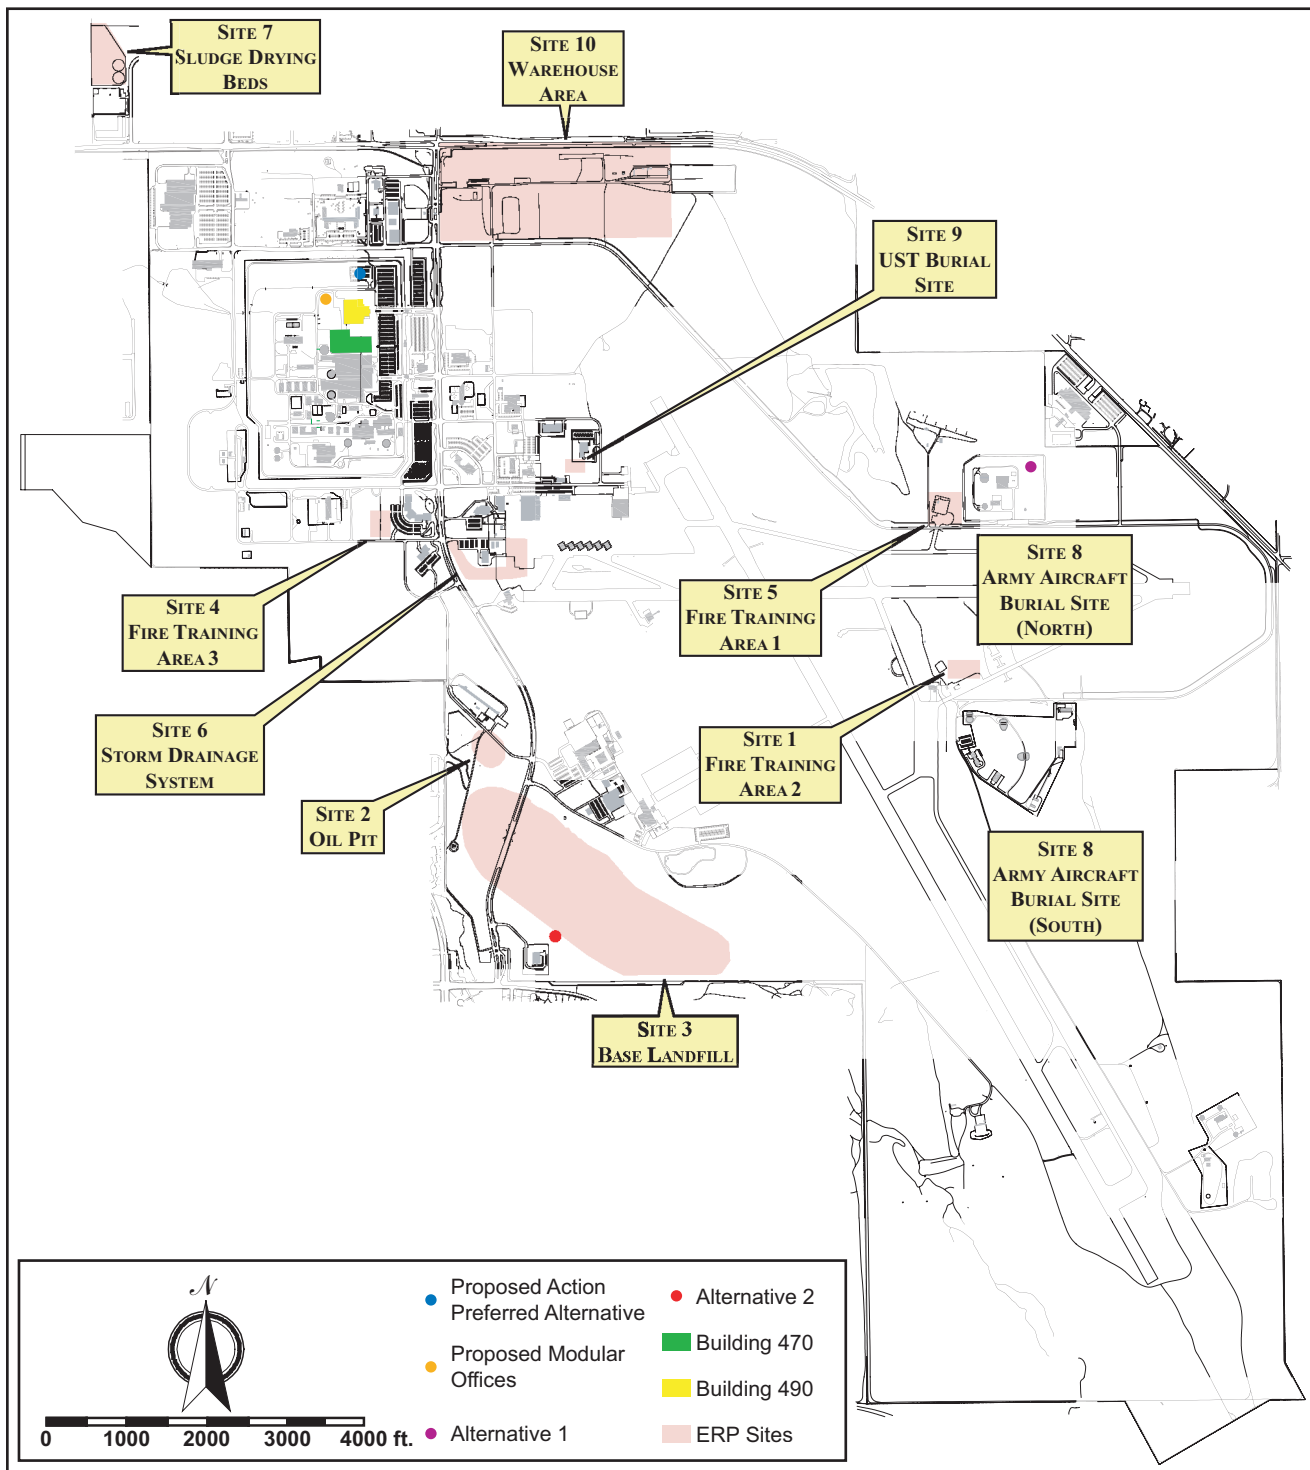 SITE 7
SLUDGE DRYING
BEDS
SITE 10
WAREHOUSE
AREA
SITE 9
UST BURIAL
SITE
SITE 8
ARMY AIRCRAFT
BURIAL SITE
(NORTH)
SITE 5
FIRE TRAINING
AREA 1
SITE 4
FIRE TRAINING
AREA 3
SITE 6
STORM DRAINAGE
SYSTEM
SITE 1
FIRE TRAINING
AREA 2
SITE 2
OIL PIT
SITE 8
ARMY AIRCRAFT
BURIAL SITE
(SOUTH)
SITE 3
BASE LANDFILL
N
0 1000 2000 3000 4000 ft.
Proposed Action
Preferred Alternative
Proposed Modular
Offices
Alternative 1
Alternative 2
Building 470
Building 490
ERP Sites